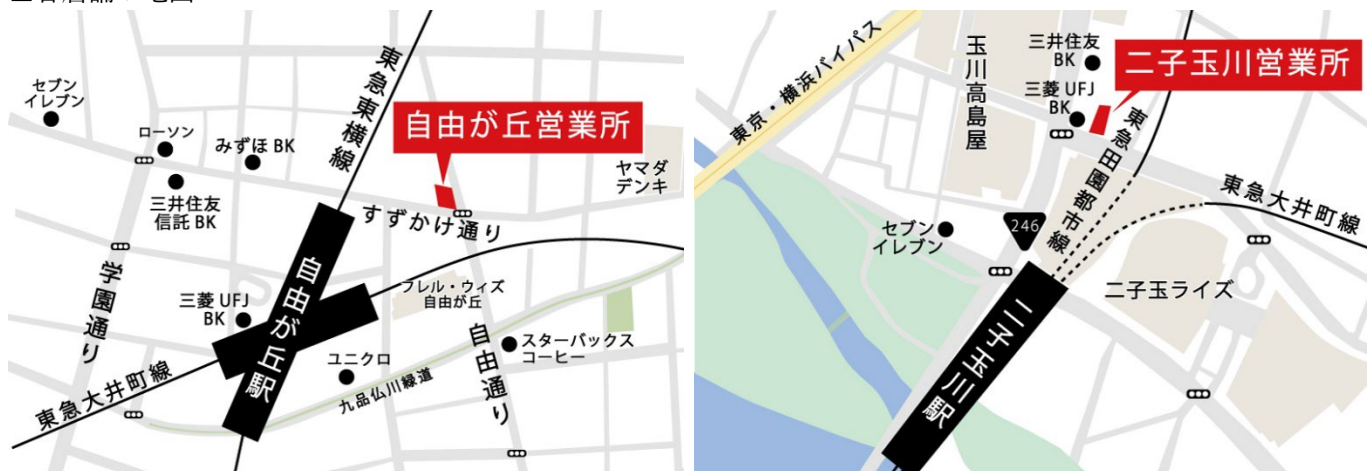 セブン
イレブン
ローソン
みずほ BK
三井住友
信託 BK
東急東横線
自由が丘営業所
ヤマダ
デンキ
すずかけ通り
学園通り
三菱 UFJ
BK
自由が丘駅
フレル・ウィズ
自由が丘
ユニクロ
スターバックス
コーヒー
自由通り
九品仏川緑道
東急大井町線
東京・横浜バイパス
玉川高島屋
三井住友
BK
三菱 UFJ
BK
二子玉川営業所
東急田園都市線
東急大井町線
セブン
イレブン
246
二子玉ライズ
二子玉川駅